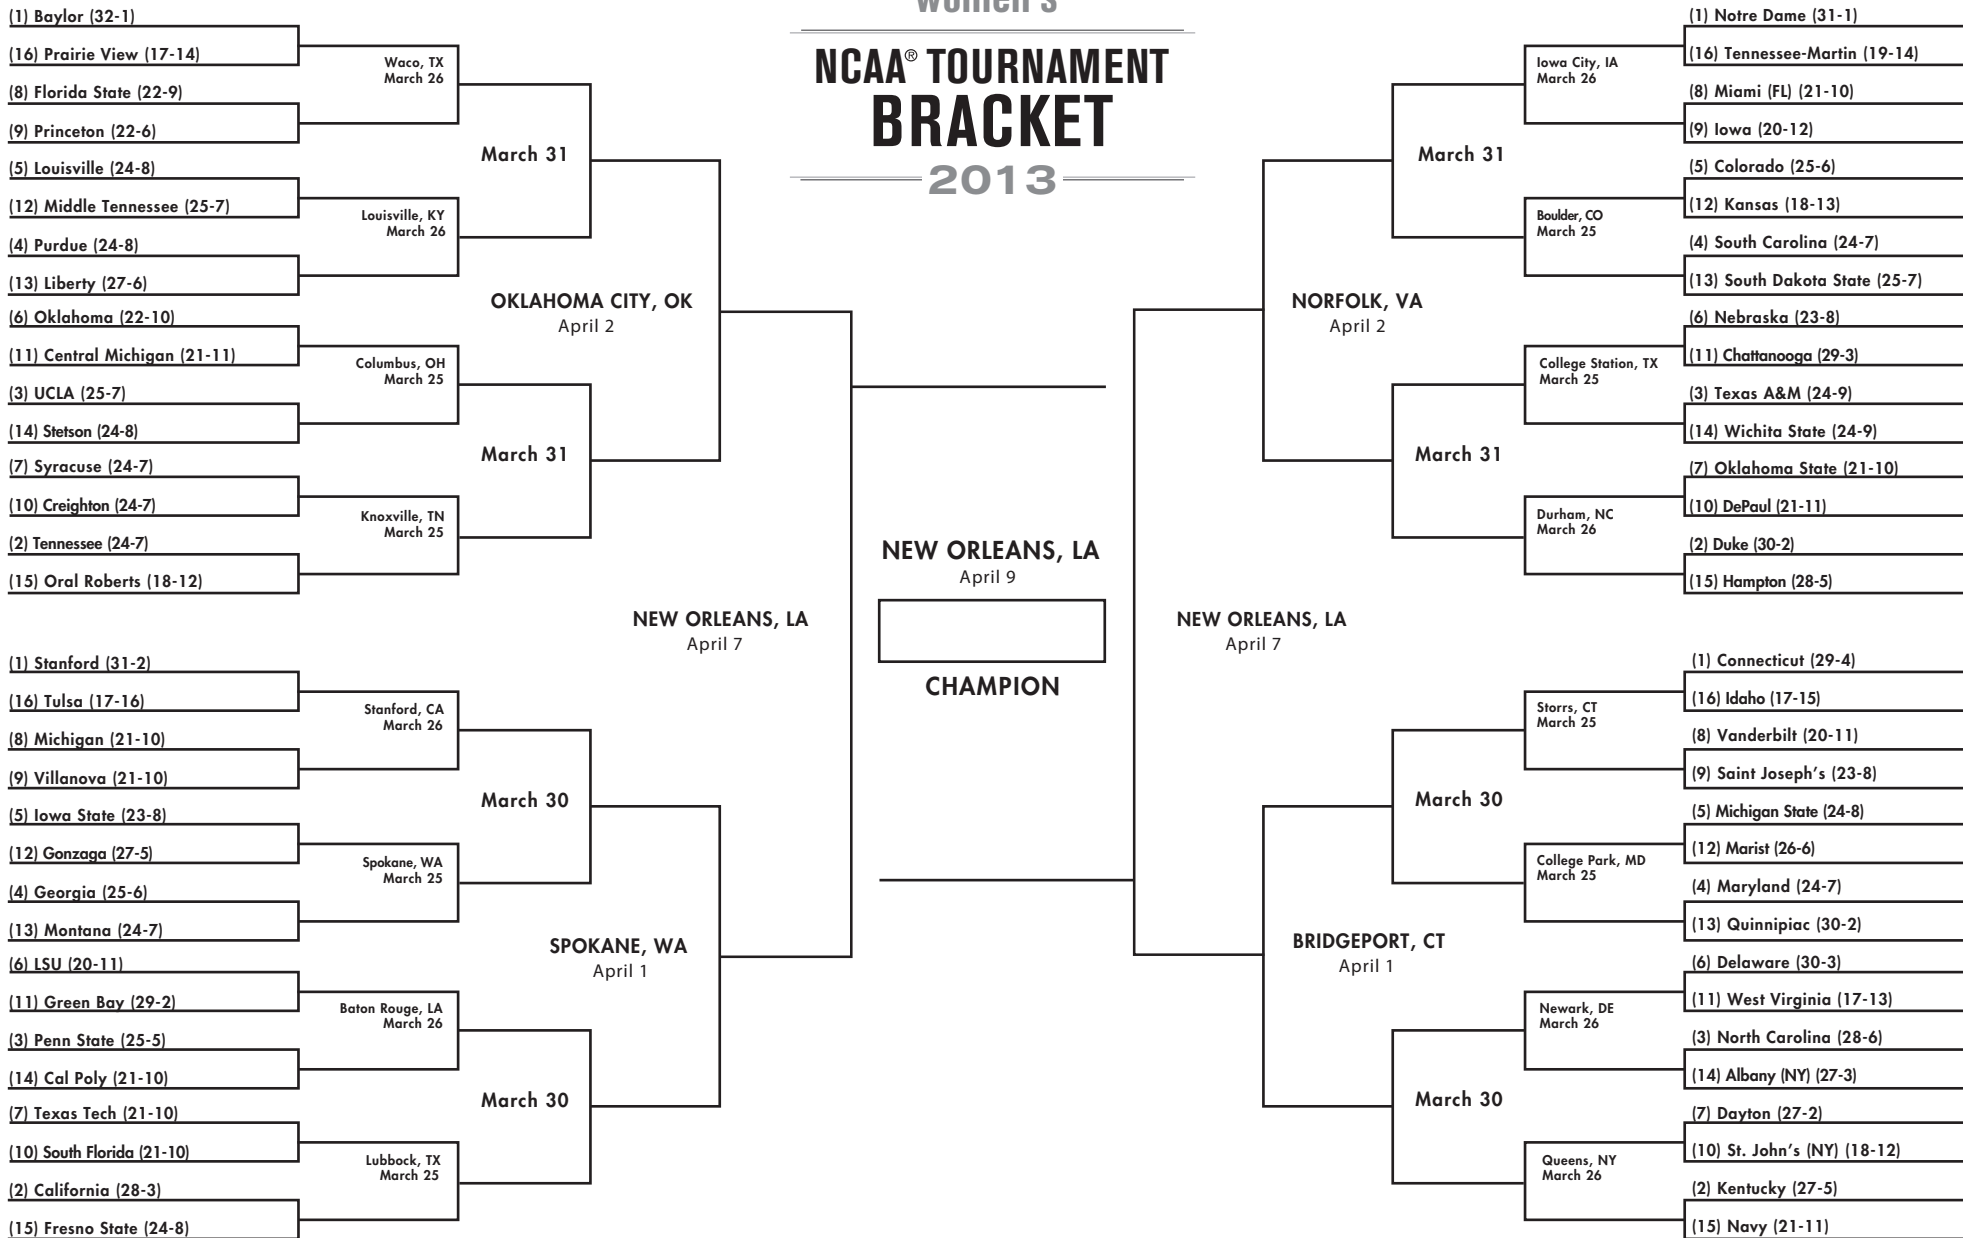 Women's
NCAA® TOURNAMENT
BRACKET
2013
(1) Baylor (32-1)
(16) Prairie View (17-14)
(8) Florida State (22-9)
(9) Princeton (22-6)
(5) Louisville (24-8)
(12) Middle Tennessee (25-7)
(4) Purdue (24-8)
(13) Liberty (27-6)
(6) Oklahoma (22-10)
(11) Central Michigan (21-11)
(3) UCLA (25-7)
(14) Stetson (24-8)
(7) Syracuse (24-7)
(10) Creighton (24-7)
(2) Tennessee (24-7)
(15) Oral Roberts (18-12)
Waco, TX
March 26
Louisville, KY
March 26
Columbus, OH
March 25
Knoxville, TN
March 25
March 31
March 31
OKLAHOMA CITY, OK
April 2
(1) Stanford (31-2)
(16) Tulsa (17-16)
(8) Michigan (21-10)
(9) Villanova (21-10)
(5) Iowa State (23-8)
(12) Gonzaga (27-5)
(4) Georgia (25-6)
(13) Montana (24-7)
(6) LSU (20-11)
(11) Green Bay (29-2)
(3) Penn State (25-5)
(14) Cal Poly (21-10)
(7) Texas Tech (21-10)
(10) South Florida (21-10)
(2) California (28-3)
(15) Fresno State (24-8)
Stanford, CA
March 26
Spokane, WA
March 25
Baton Rouge, LA
March 26
Lubbock, TX
March 25
March 30
March 30
SPOKANE, WA
April 1
NEW ORLEANS, LA
April 7
NEW ORLEANS, LA
April 9
CHAMPION
NEW ORLEANS, LA
April 7
(1) Notre Dame (31-1)
(16) Tennessee-Martin (19-14)
(8) Miami (FL) (21-10)
(9) Iowa (20-12)
(5) Colorado (25-6)
(12) Kansas (18-13)
(4) South Carolina (24-7)
(13) South Dakota State (25-7)
(6) Nebraska (23-8)
(11) Chattanooga (29-3)
(3) Texas A&M (24-9)
(14) Wichita State (24-9)
(7) Oklahoma State (21-10)
(10) DePaul (21-11)
(2) Duke (30-2)
(15) Hampton (28-5)
Iowa City, IA
March 26
Boulder, CO
March 25
College Station, TX
March 25
Durham, NC
March 26
March 31
March 31
NORFOLK, VA
April 2
(1) Connecticut (29-4)
(16) Idaho (17-15)
(8) Vanderbilt (20-11)
(9) Saint Joseph's (23-8)
(5) Michigan State (24-8)
(12) Marist (26-6)
(4) Maryland (24-7)
(13) Quinnipiac (30-2)
(6) Delaware (30-3)
(11) West Virginia (17-13)
(3) North Carolina (28-6)
(14) Albany (NY) (27-3)
(7) Dayton (27-2)
(10) St. John's (NY) (18-12)
(2) Kentucky (27-5)
(15) Navy (21-11)
Storrs, CT
March 25
College Park, MD
March 25
Newark, DE
March 26
Queens, NY
March 26
March 30
March 30
BRIDGEPORT, CT
April 1